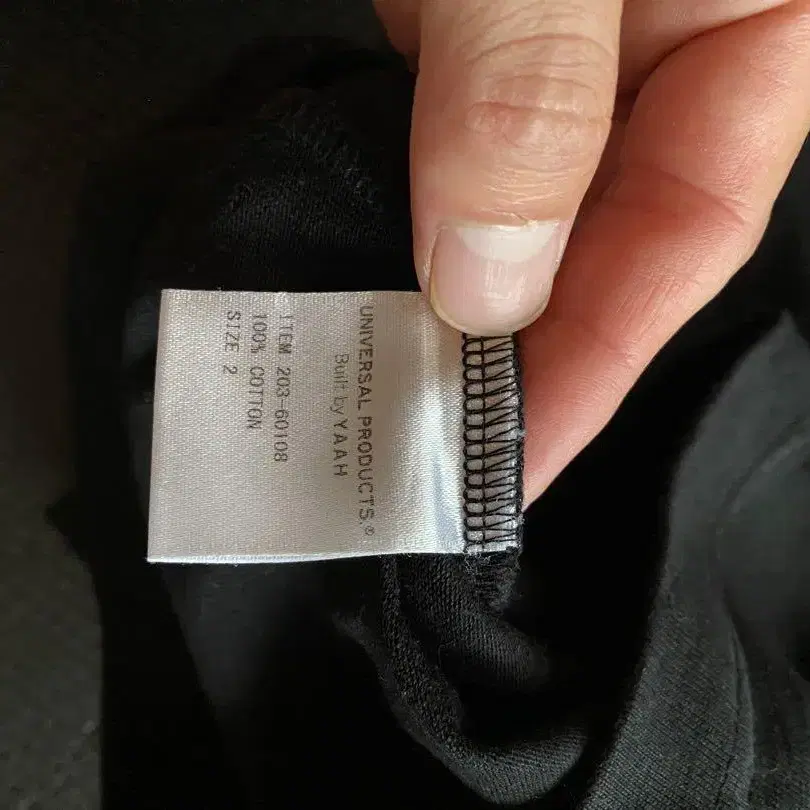 UNIVERSAL PRODUCTS.®
Built by YAAH
ITEM 203-60108
100% COTTON
SIZE 2